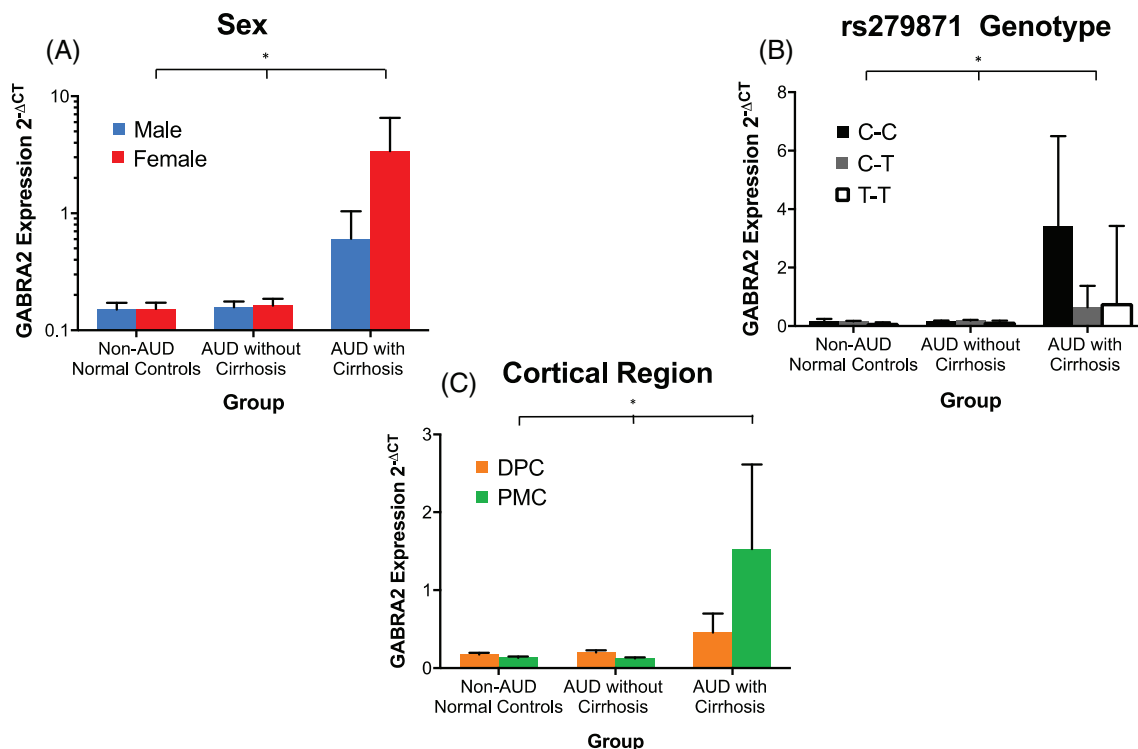 Sex
(A)
*
10
1
0.1
GABRA2 Expression 2-ΔCT
Male
Female
Non-AUD
Normal Controls
AUD without
Cirrhosis
AUD with
Cirrhosis
Group
rs279871 Genotype
(B)
*
8
6
4
2
0
GABRA2 Expression 2-ΔCT
C-C
C-T
T-T
Non-AUD
Normal Controls
AUD without
Cirrhosis
AUD with
Cirrhosis
Group
Cortical Region
(C)
*
3
2
1
0
GABRA2 Expression 2-ΔCT
DPC
PMC
Non-AUD
Normal Controls
AUD without
Cirrhosis
AUD with
Cirrhosis
Group